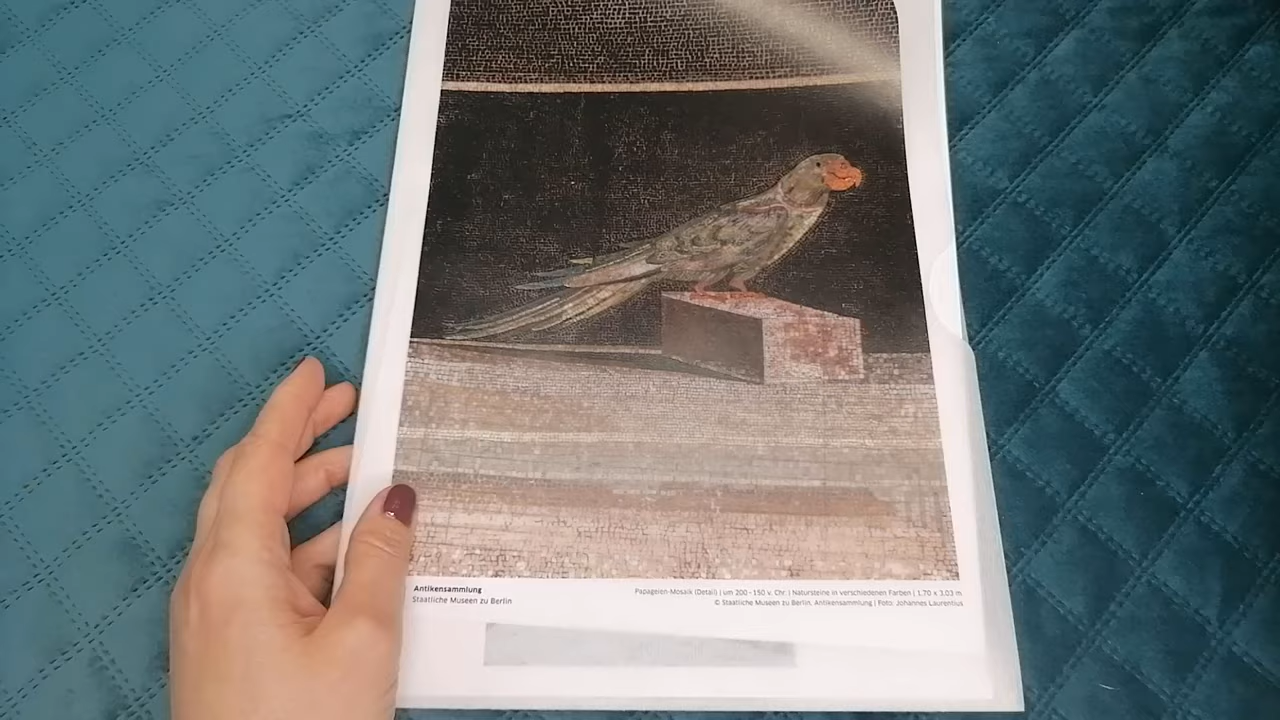 Antikensammlung
Staatliche Museen zu Berlin
Papageien-Mosaik (Detail) | um 200 - 150 v. Chr. | Natursteine in verschiedenen Farben | 1,70 x 3,03 m
© Staatliche Museen zu Berlin, Antikensammlung | Foto: Johannes Laurentius